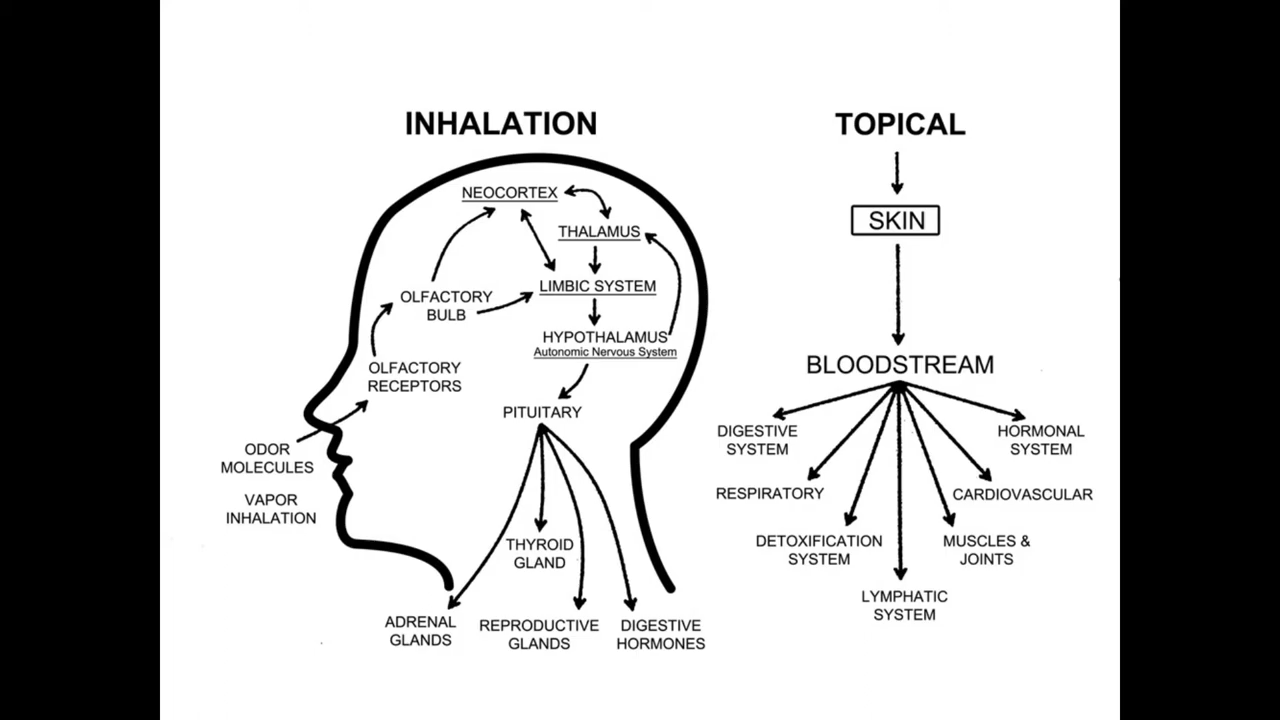 INHALATION
NEOCORTEX
THALAMUS
LIMBIC SYSTEM
OLFACTORY
BULB
HYPOTHALAMUS
Autonomic Nervous System
OLFACTORY
RECEPTORS
PITUITARY
ODOR
MOLECULES
VAPOR
INHALATION
THYROID
GLAND
ADRENAL
GLANDS
REPRODUCTIVE
GLANDS
DIGESTIVE
HORMONES
TOPICAL
SKIN
BLOODSTREAM
DIGESTIVE
SYSTEM
HORMONAL
SYSTEM
RESPIRATORY
CARDIOVASCULAR
DETOXIFICATION
SYSTEM
MUSCLES &
JOINTS
LYMPHATIC
SYSTEM